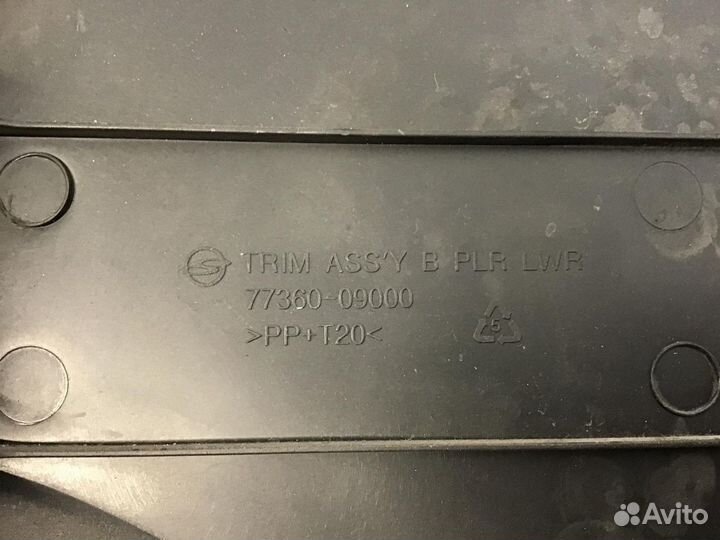 TRIM ASS'Y B PLR LWR
77360-09000
>PP+T20<
5
Avito